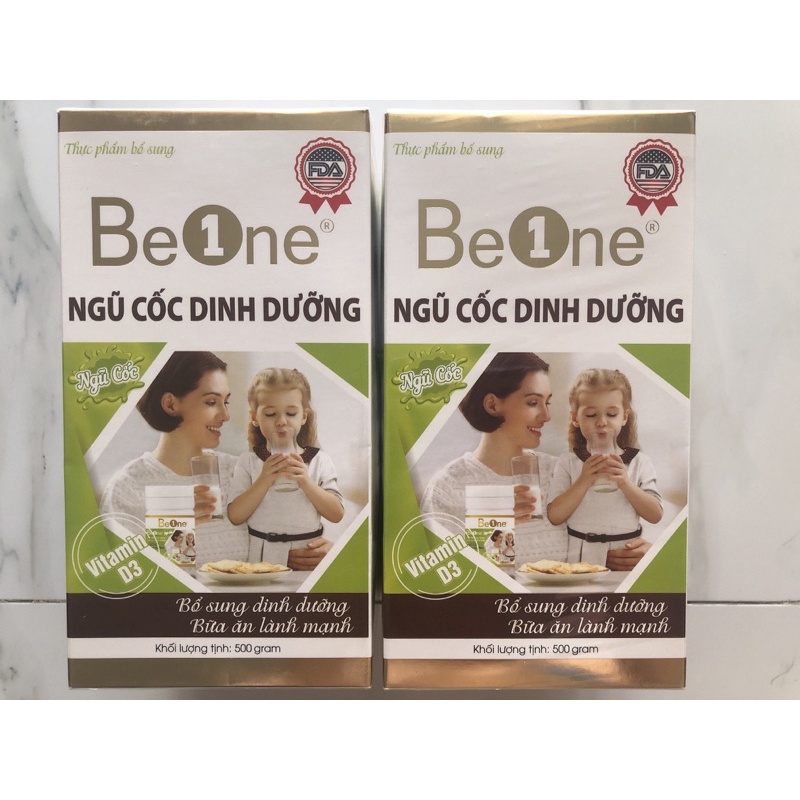 Thực phẩm bổ sung
FDA
Be1ne®
NGŨ CỐC DINH DƯỠNG
Ngũ Cốc
Be1ne
Vitamin
D3
Bổ sung dinh dưỡng
Bữa ăn lành mạnh
Khối lượng tịnh: 500 gram
Thực phẩm bổ sung
FDA
Be1ne®
NGŨ CỐC DINH DƯỠNG
Ngũ Cốc
Be1ne
Vitamin
D3
Bổ sung dinh dưỡng
Bữa ăn lành mạnh
Khối lượng tịnh: 500 gram